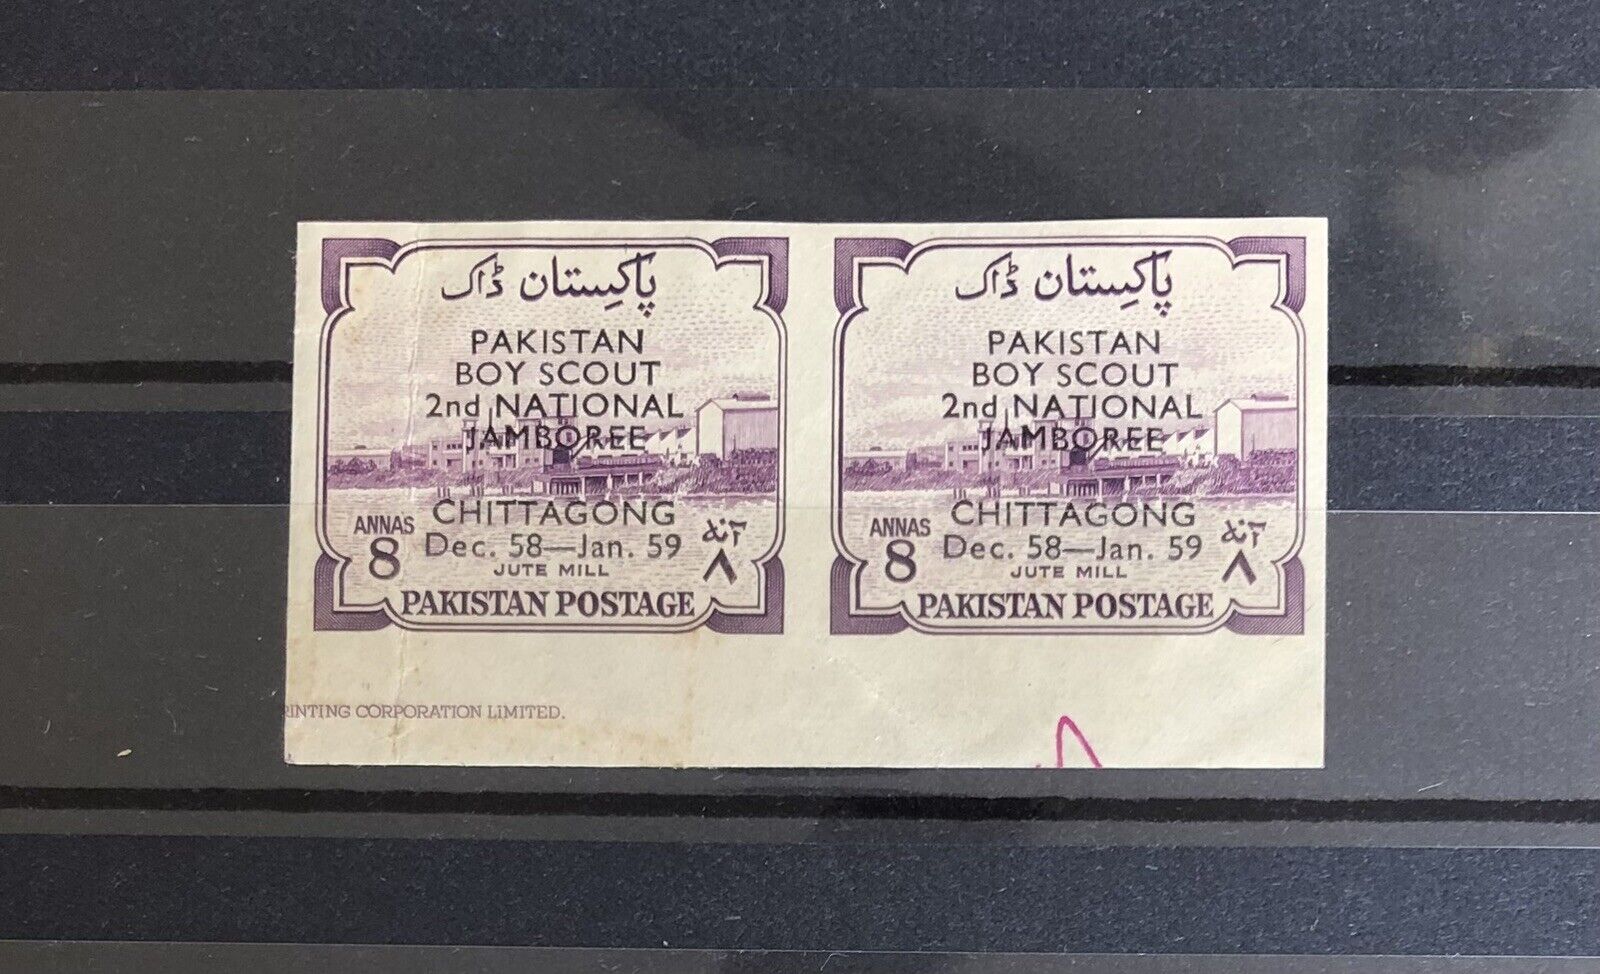 پاکستان ڈاک
PAKISTAN
BOY SCOUT
2nd NATIONAL
JAMBOREE
CHITTAGONG
Dec. 58—Jan. 59
ANNAS
8
آنہ
۸
JUTE MILL
PAKISTAN POSTAGE
پاکستان ڈاک
PAKISTAN
BOY SCOUT
2nd NATIONAL
JAMBOREE
CHITTAGONG
Dec. 58—Jan. 59
ANNAS
8
آنہ
۸
JUTE MILL
PAKISTAN POSTAGE
RINTING CORPORATION LIMITED.